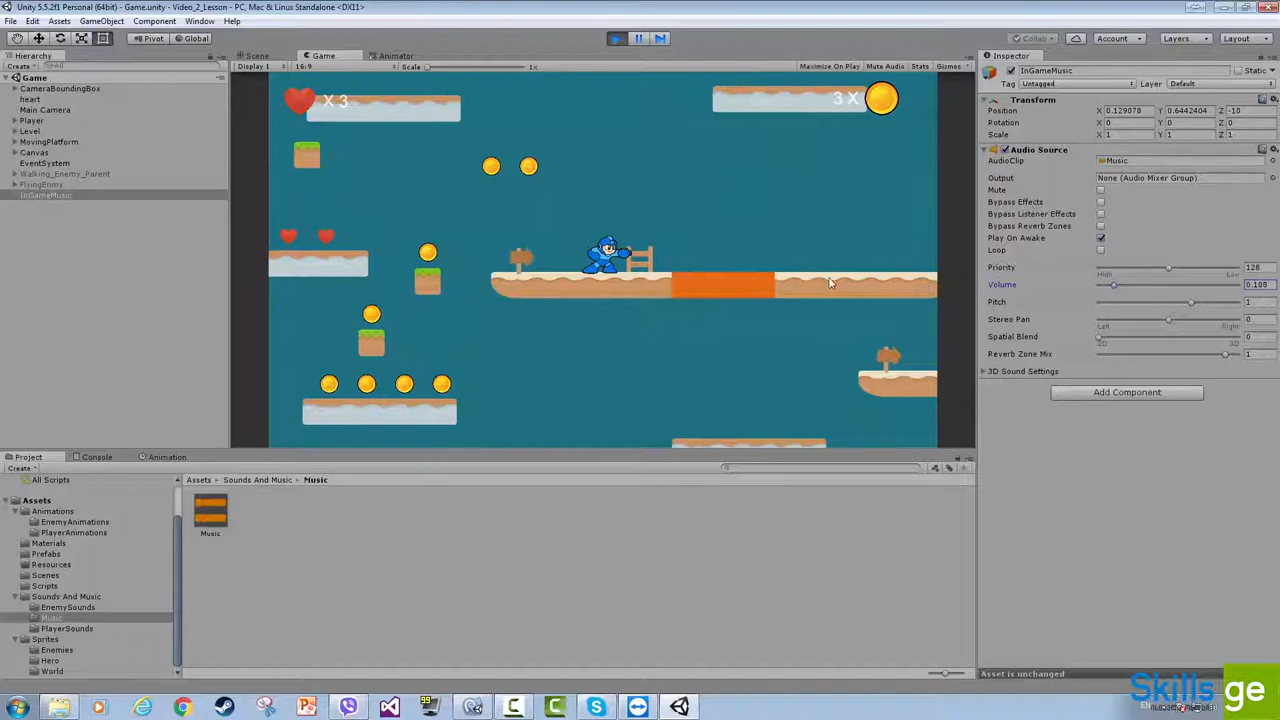 Unity 5.5.2f1 Personal (64bit) - Game.unity - Video_2_Lesson - PC, Mac & Linux Standalone <DX11>
File Edit Assets GameObject Component Window Help
Pivot Global Collab Account Layers Layout
Hierarchy
Create All
Game
CameraBoundingBox
heart
Main Camera
Player
Level
MovingPlatform
Canvas
EventSystem
Walking_Enemy_Parent
FlyingEnmy
InGameMusic
Scene Game Animator
Display 1 16:9 Scale 1x Maximize On Play Mute Audio Stats Gizmos
X 3
3 X
Inspector
InGameMusic Static
Tag Untagged Layer Default
Transform
Position X 0.129078 Y 0.6442404 Z -10
Rotation X 0 Y 0 Z 0
Scale X 1 Y 1 Z 1
Audio Source
AudioClip Music
Output None (Audio Mixer Group)
Mute
Bypass Effects
Bypass Listener Effects
Bypass Reverb Zones
Play On Awake
Loop
Priority 128
High Low
Volume 0.108
Pitch 1
Stereo Pan 0
Left Right
Spatial Blend 0
2D 3D
Reverb Zone Mix 1
3D Sound Settings
Add Component
Project Console Animation
Create
All Scripts
Assets
Animations
EnemyAnimations
PlayerAnimations
Materials
Prefabs
Resources
Scenes
Scripts
Sounds And Music
EnemySounds
Music
PlayerSounds
Sprites
Enemies
Hero
World
Assets Sounds And Music Music
Music
Asset is unchanged
99
Skills ge